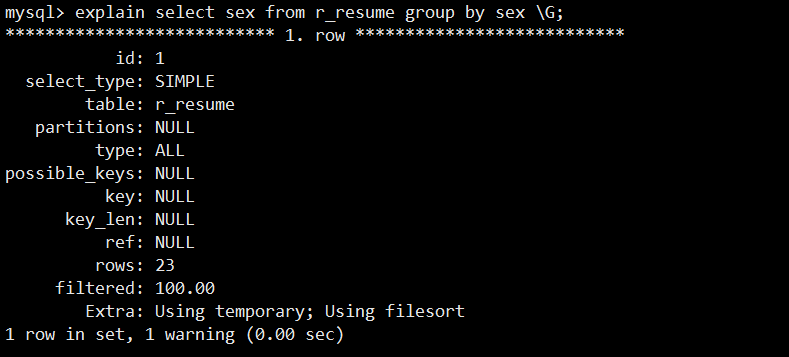 mysql> explain select sex from r_resume group by sex \G;
*************************** 1. row ***************************
id: 1
select_type: SIMPLE
table: r_resume
partitions: NULL
type: ALL
possible_keys: NULL
key: NULL
key_len: NULL
ref: NULL
rows: 23
filtered: 100.00
Extra: Using temporary; Using filesort
1 row in set, 1 warning (0.00 sec)